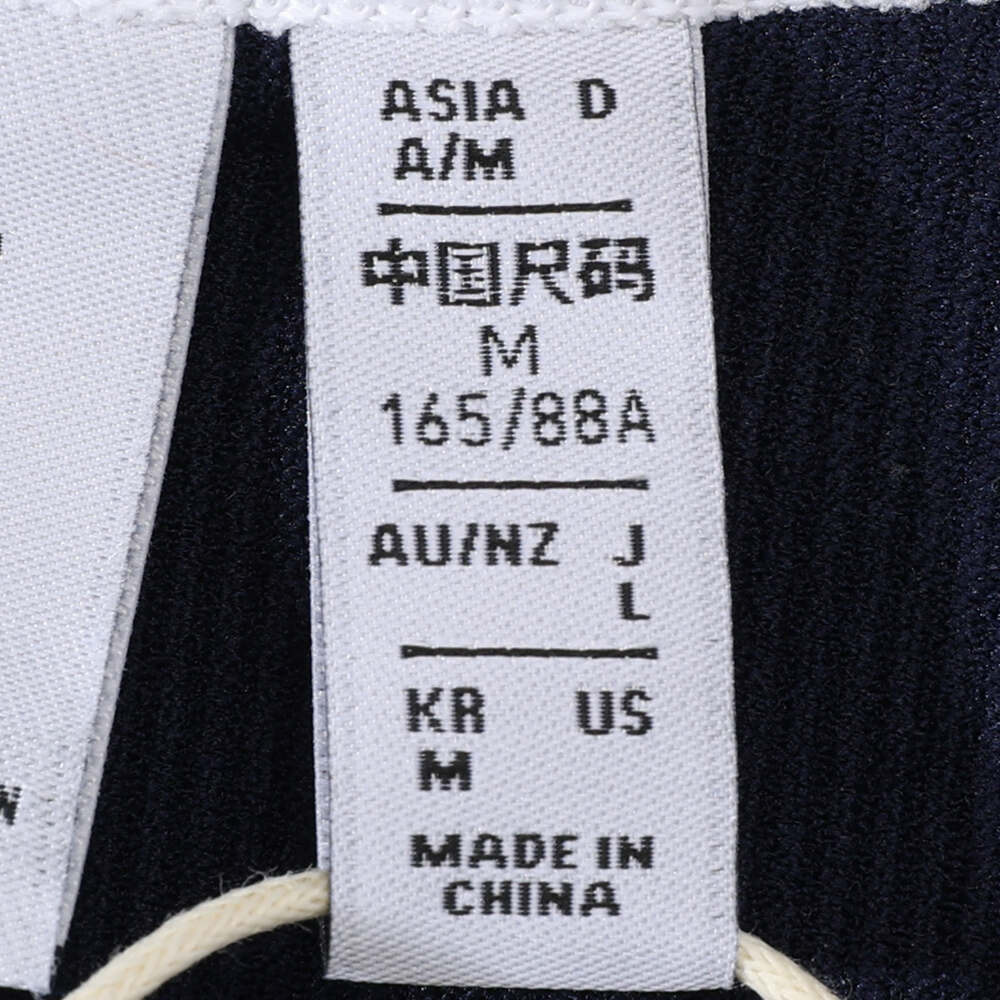 ASIA D
A/M
中国尺码
M
165/88A
AU/NZ J
L
KR US
M
MADE IN
CHINA